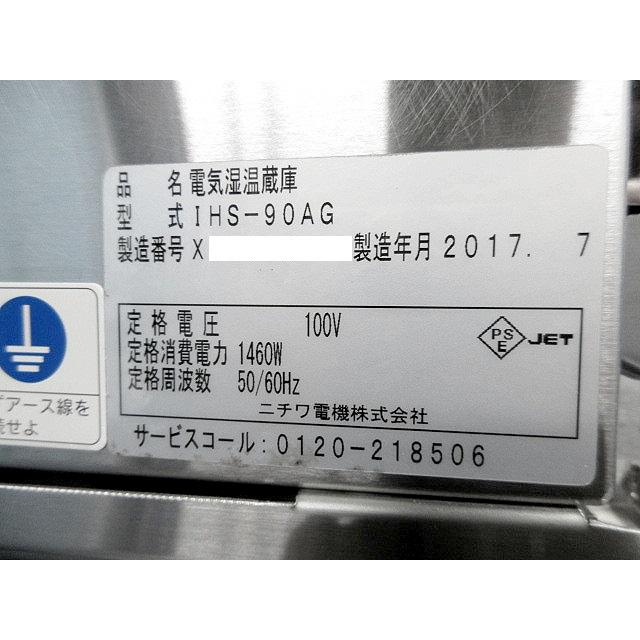 品 名 電気湿温蔵庫
型 式 IHS-90AG
製造番号 X 製造年月 2017. 7
定格電圧 100V
定格消費電力 1460W
定格周波数 50/60Hz
PS E JET
ニチワ電機株式会社
サービスコール:0120-218506
アース線を
せよ